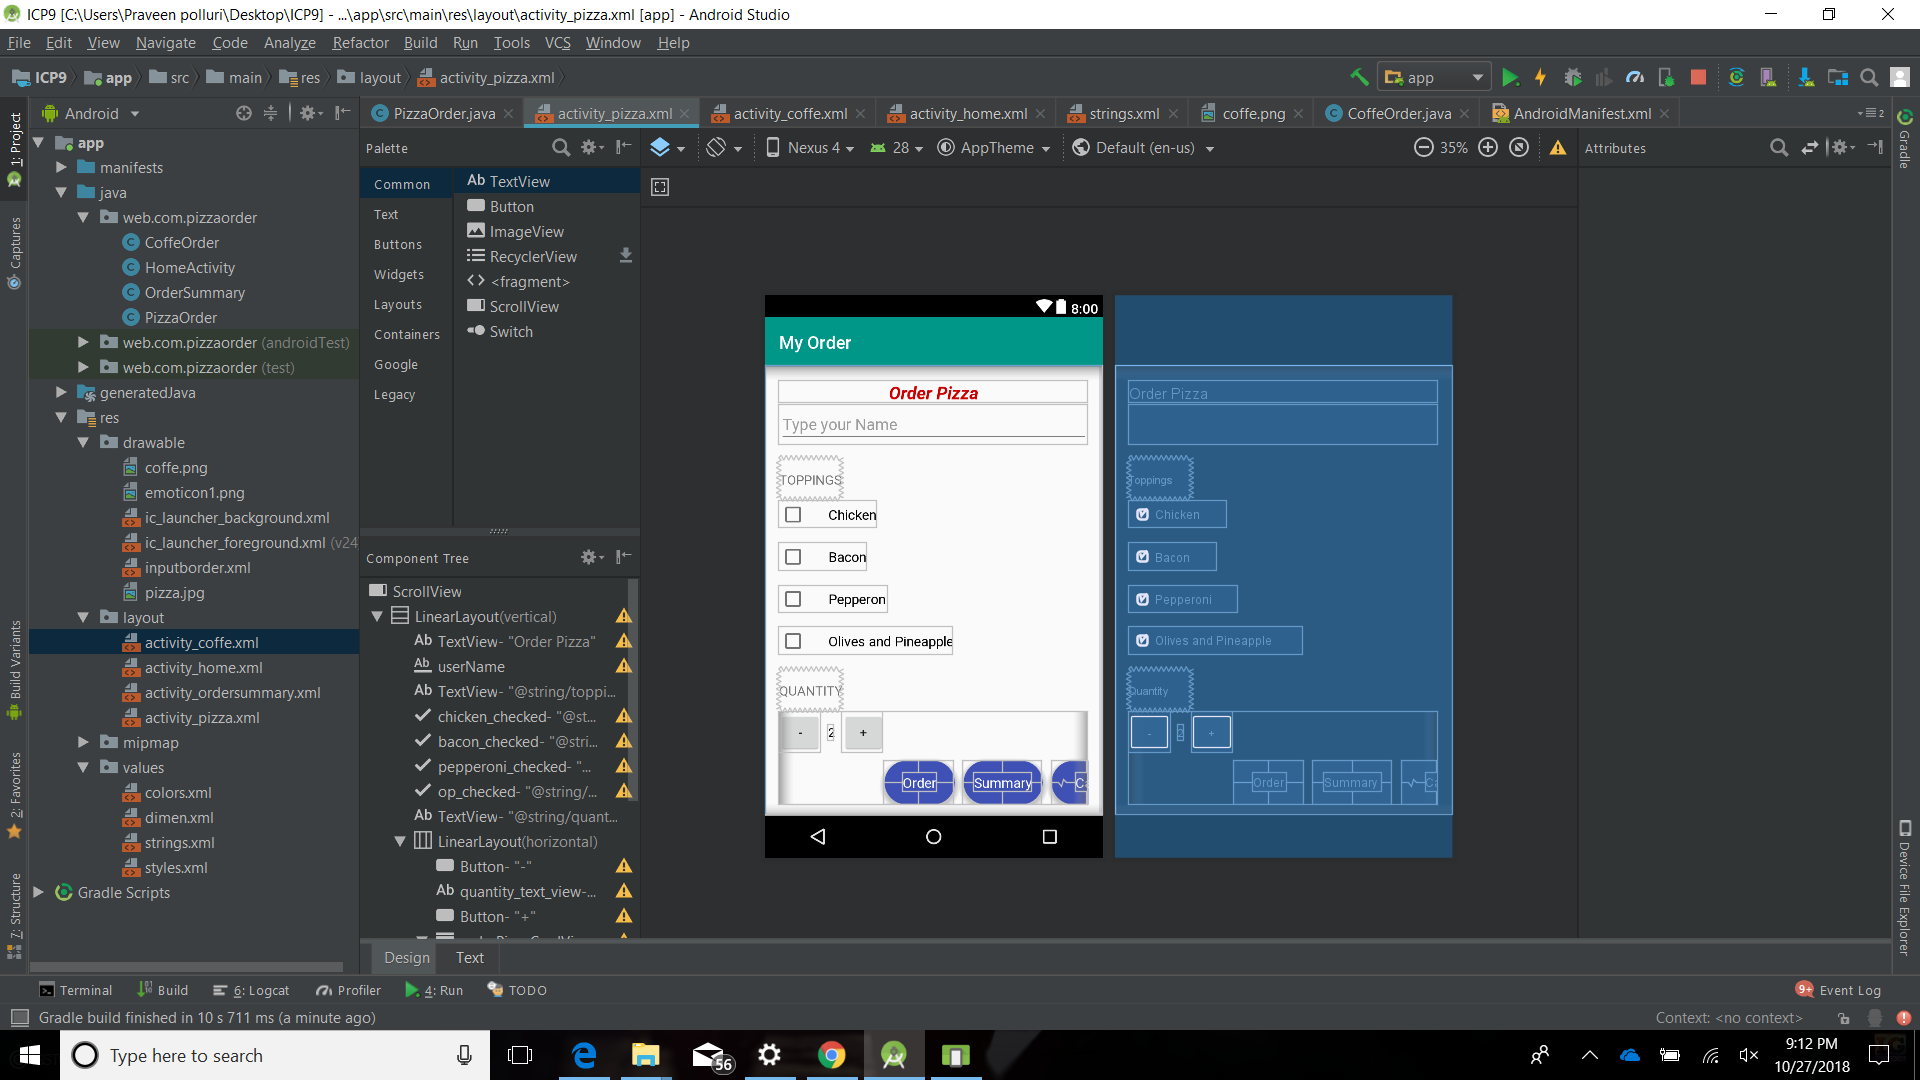 ICP9 [C:\Users\Praveen polluri\Desktop\ICP9] - ...\app\src\main\res\layout\activity_pizza.xml [app] - Android Studio
File Edit View Navigate Code Analyze Refactor Build Run Tools VCS Window Help
ICP9 app src main res layout activity_pizza.xml
app
Android
PizzaOrder.java activity_pizza.xml activity_coffe.xml activity_home.xml strings.xml coffe.png CoffeOrder.java AndroidManifest.xml 2
1: Project
Captures
Build Variants
2: Favorites
7: Structure
app
manifests
java
web.com.pizzaorder
CoffeOrder
HomeActivity
OrderSummary
PizzaOrder
web.com.pizzaorder (androidTest)
web.com.pizzaorder (test)
generatedJava
res
drawable
coffe.png
emoticon1.png
ic_launcher_background.xml
ic_launcher_foreground.xml (v24
inputborder.xml
pizza.jpg
layout
activity_coffe.xml
activity_home.xml
activity_ordersummary.xml
activity_pizza.xml
mipmap
values
colors.xml
dimen.xml
strings.xml
styles.xml
Gradle Scripts
Palette
Common
Text
Buttons
Widgets
Layouts
Containers
Google
Legacy
Ab TextView
Button
ImageView
RecyclerView
<fragment>
ScrollView
Switch
Component Tree
ScrollView
LinearLayout(vertical)
Ab TextView- "Order Pizza"
Ab userName
Ab TextView- "@string/toppi...
chicken_checked- "@st...
bacon_checked- "@stri...
pepperoni_checked- "...
op_checked- "@string/...
Ab TextView- "@string/quant...
LinearLayout(horizontal)
Button- "-"
Ab quantity_text_view-...
Button- "+"
Nexus 4 28 AppTheme Default (en-us) 35%
Attributes
8:00
My Order
Order Pizza
Type your Name
TOPPINGS
Chicken
Bacon
Pepperon
Olives and Pineapple
QUANTITY
- 2 +
Order Summary C
Order Pizza
Toppings
Chicken
Bacon
Pepperoni
Olives and Pineapple
Quantity
- 2 +
Order Summary C
Gradle
Device File Explorer
Design Text
Terminal Build 6: Logcat Profiler 4: Run TODO
9+ Event Log
Gradle build finished in 10 s 711 ms (a minute ago)
Context: <no context>
Type here to search
56
9:12 PM
10/27/2018